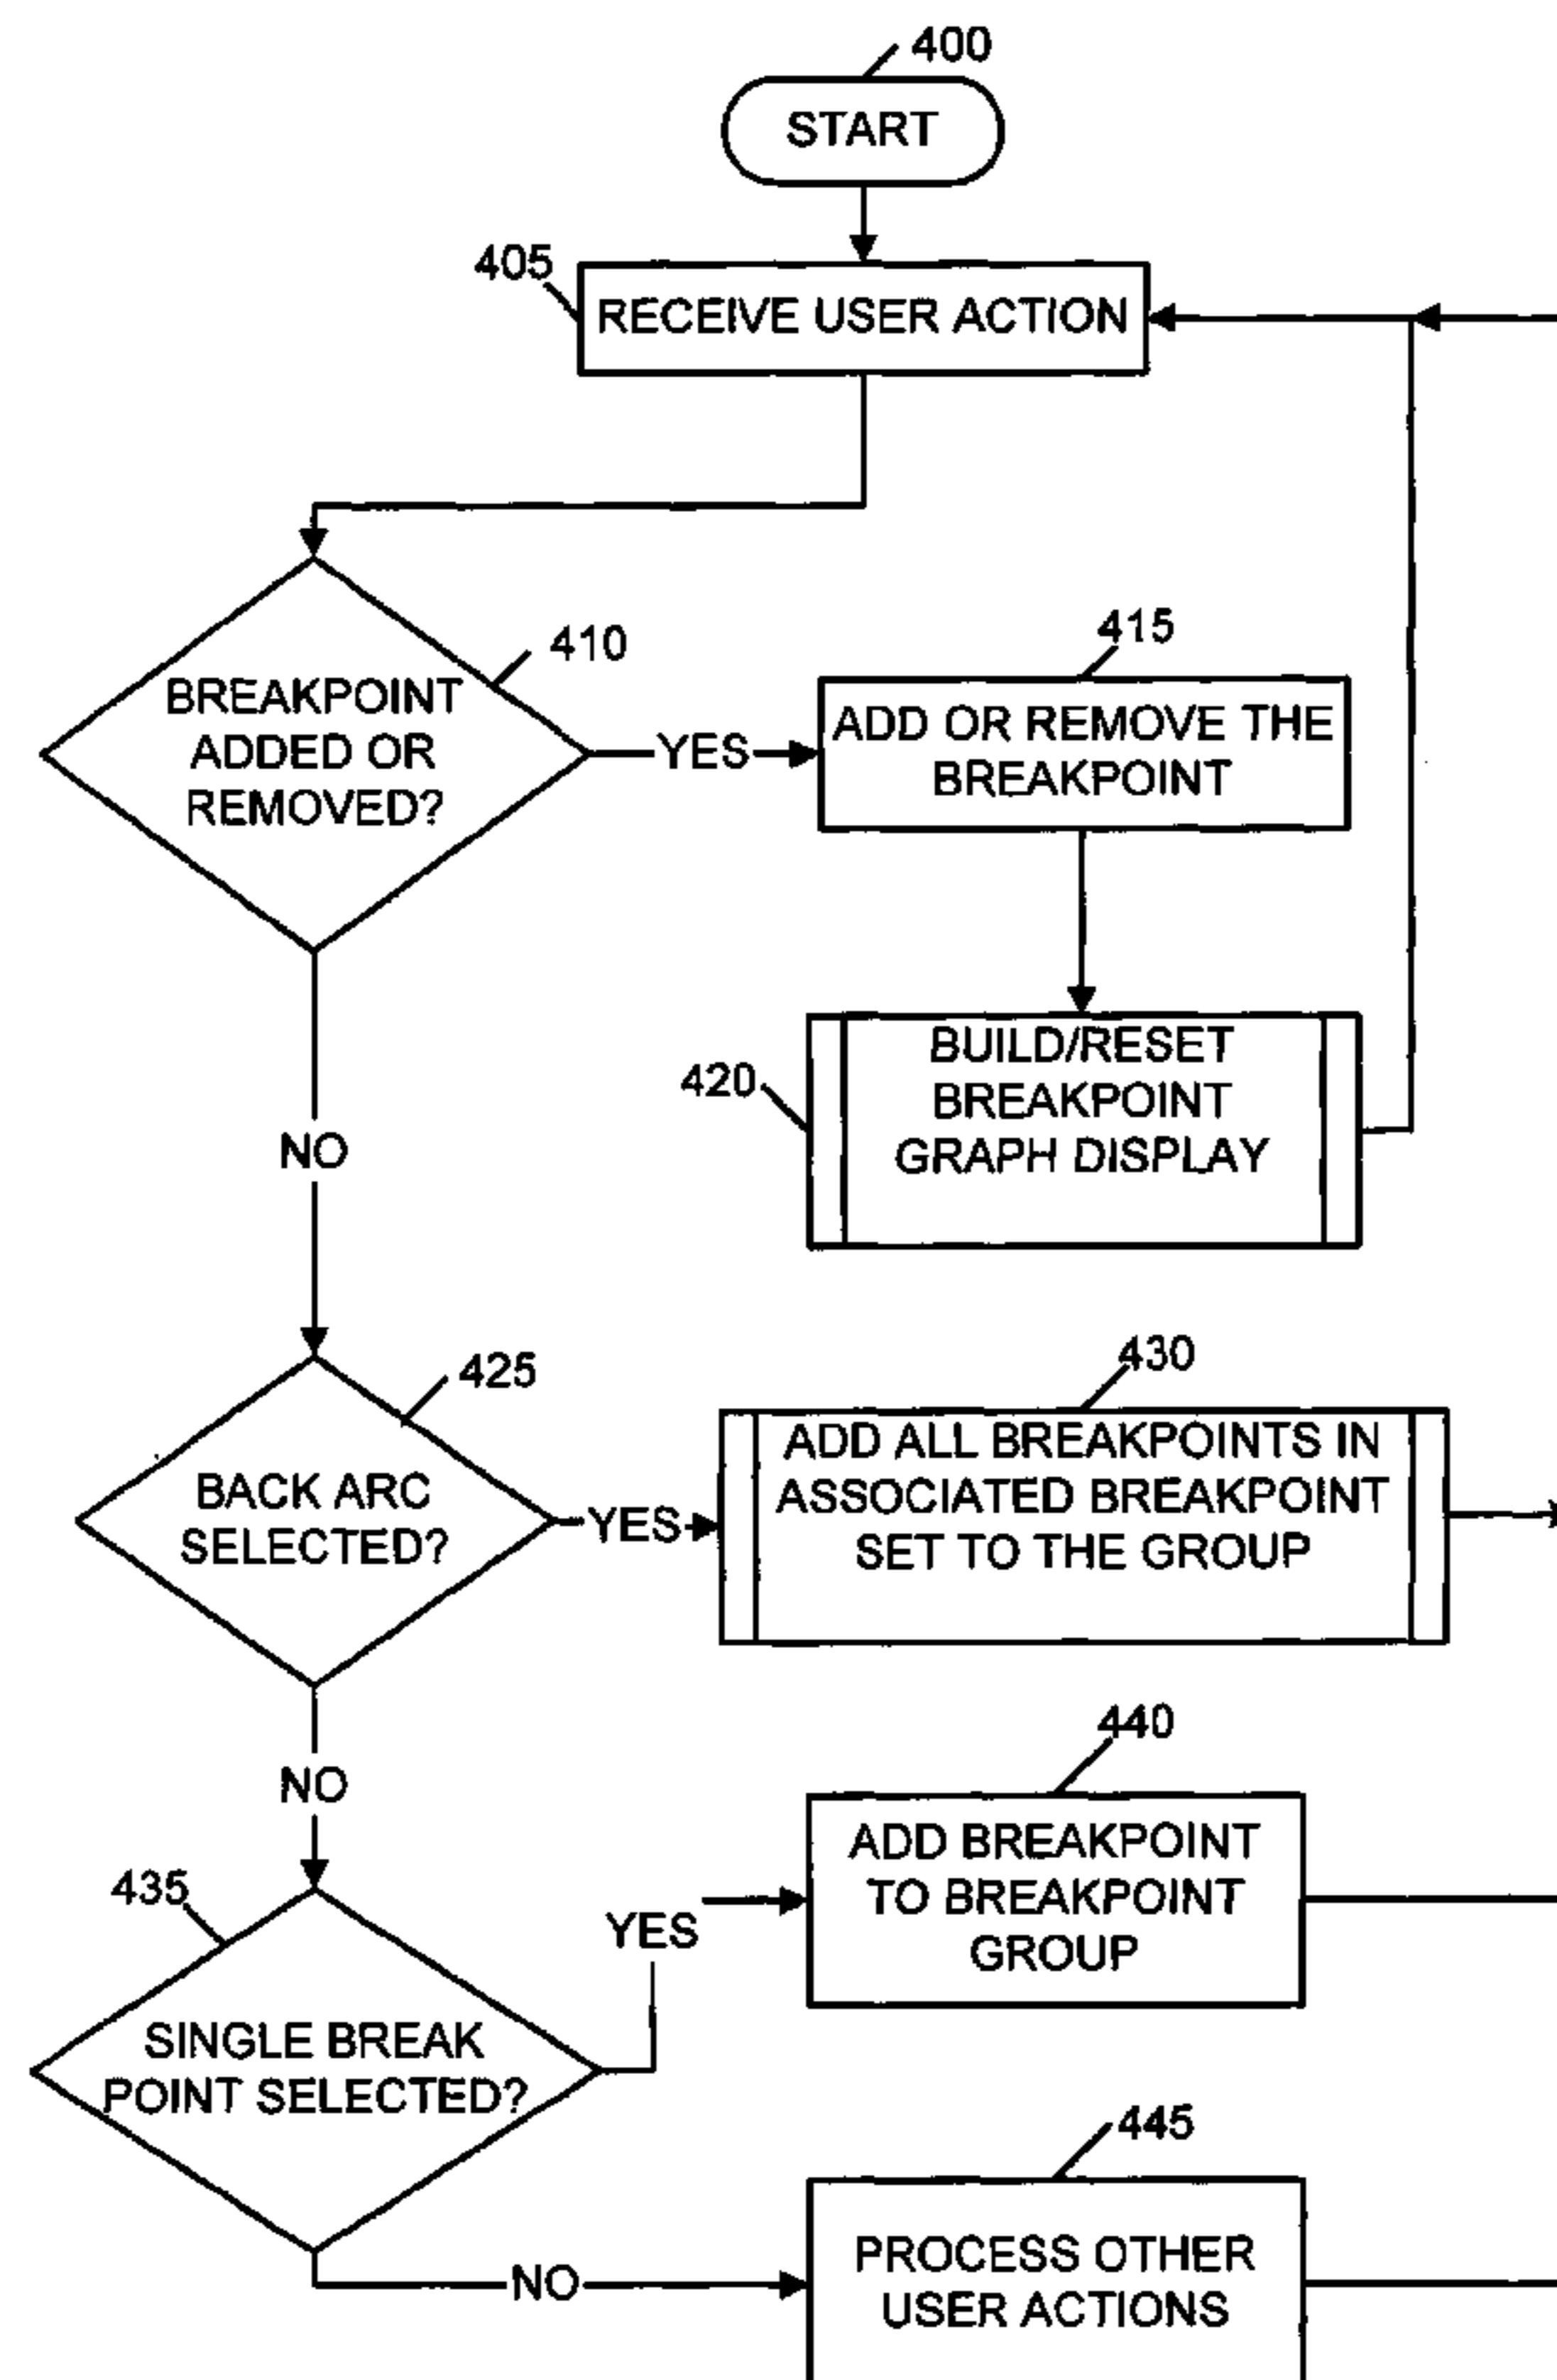 400
START
405
RECEIVE USER ACTION
410
BREAKPOINT
ADDED OR
REMOVED?
YES
415
ADD OR REMOVE THE
BREAKPOINT
420
BUILD/RESET
BREAKPOINT
GRAPH DISPLAY
NO
425
BACK ARC
SELECTED?
YES
430
ADD ALL BREAKPOINTS IN
ASSOCIATED BREAKPOINT
SET TO THE GROUP
NO
435
SINGLE BREAK
POINT SELECTED?
YES
440
ADD BREAKPOINT
TO BREAKPOINT
GROUP
NO
445
PROCESS OTHER
USER ACTIONS